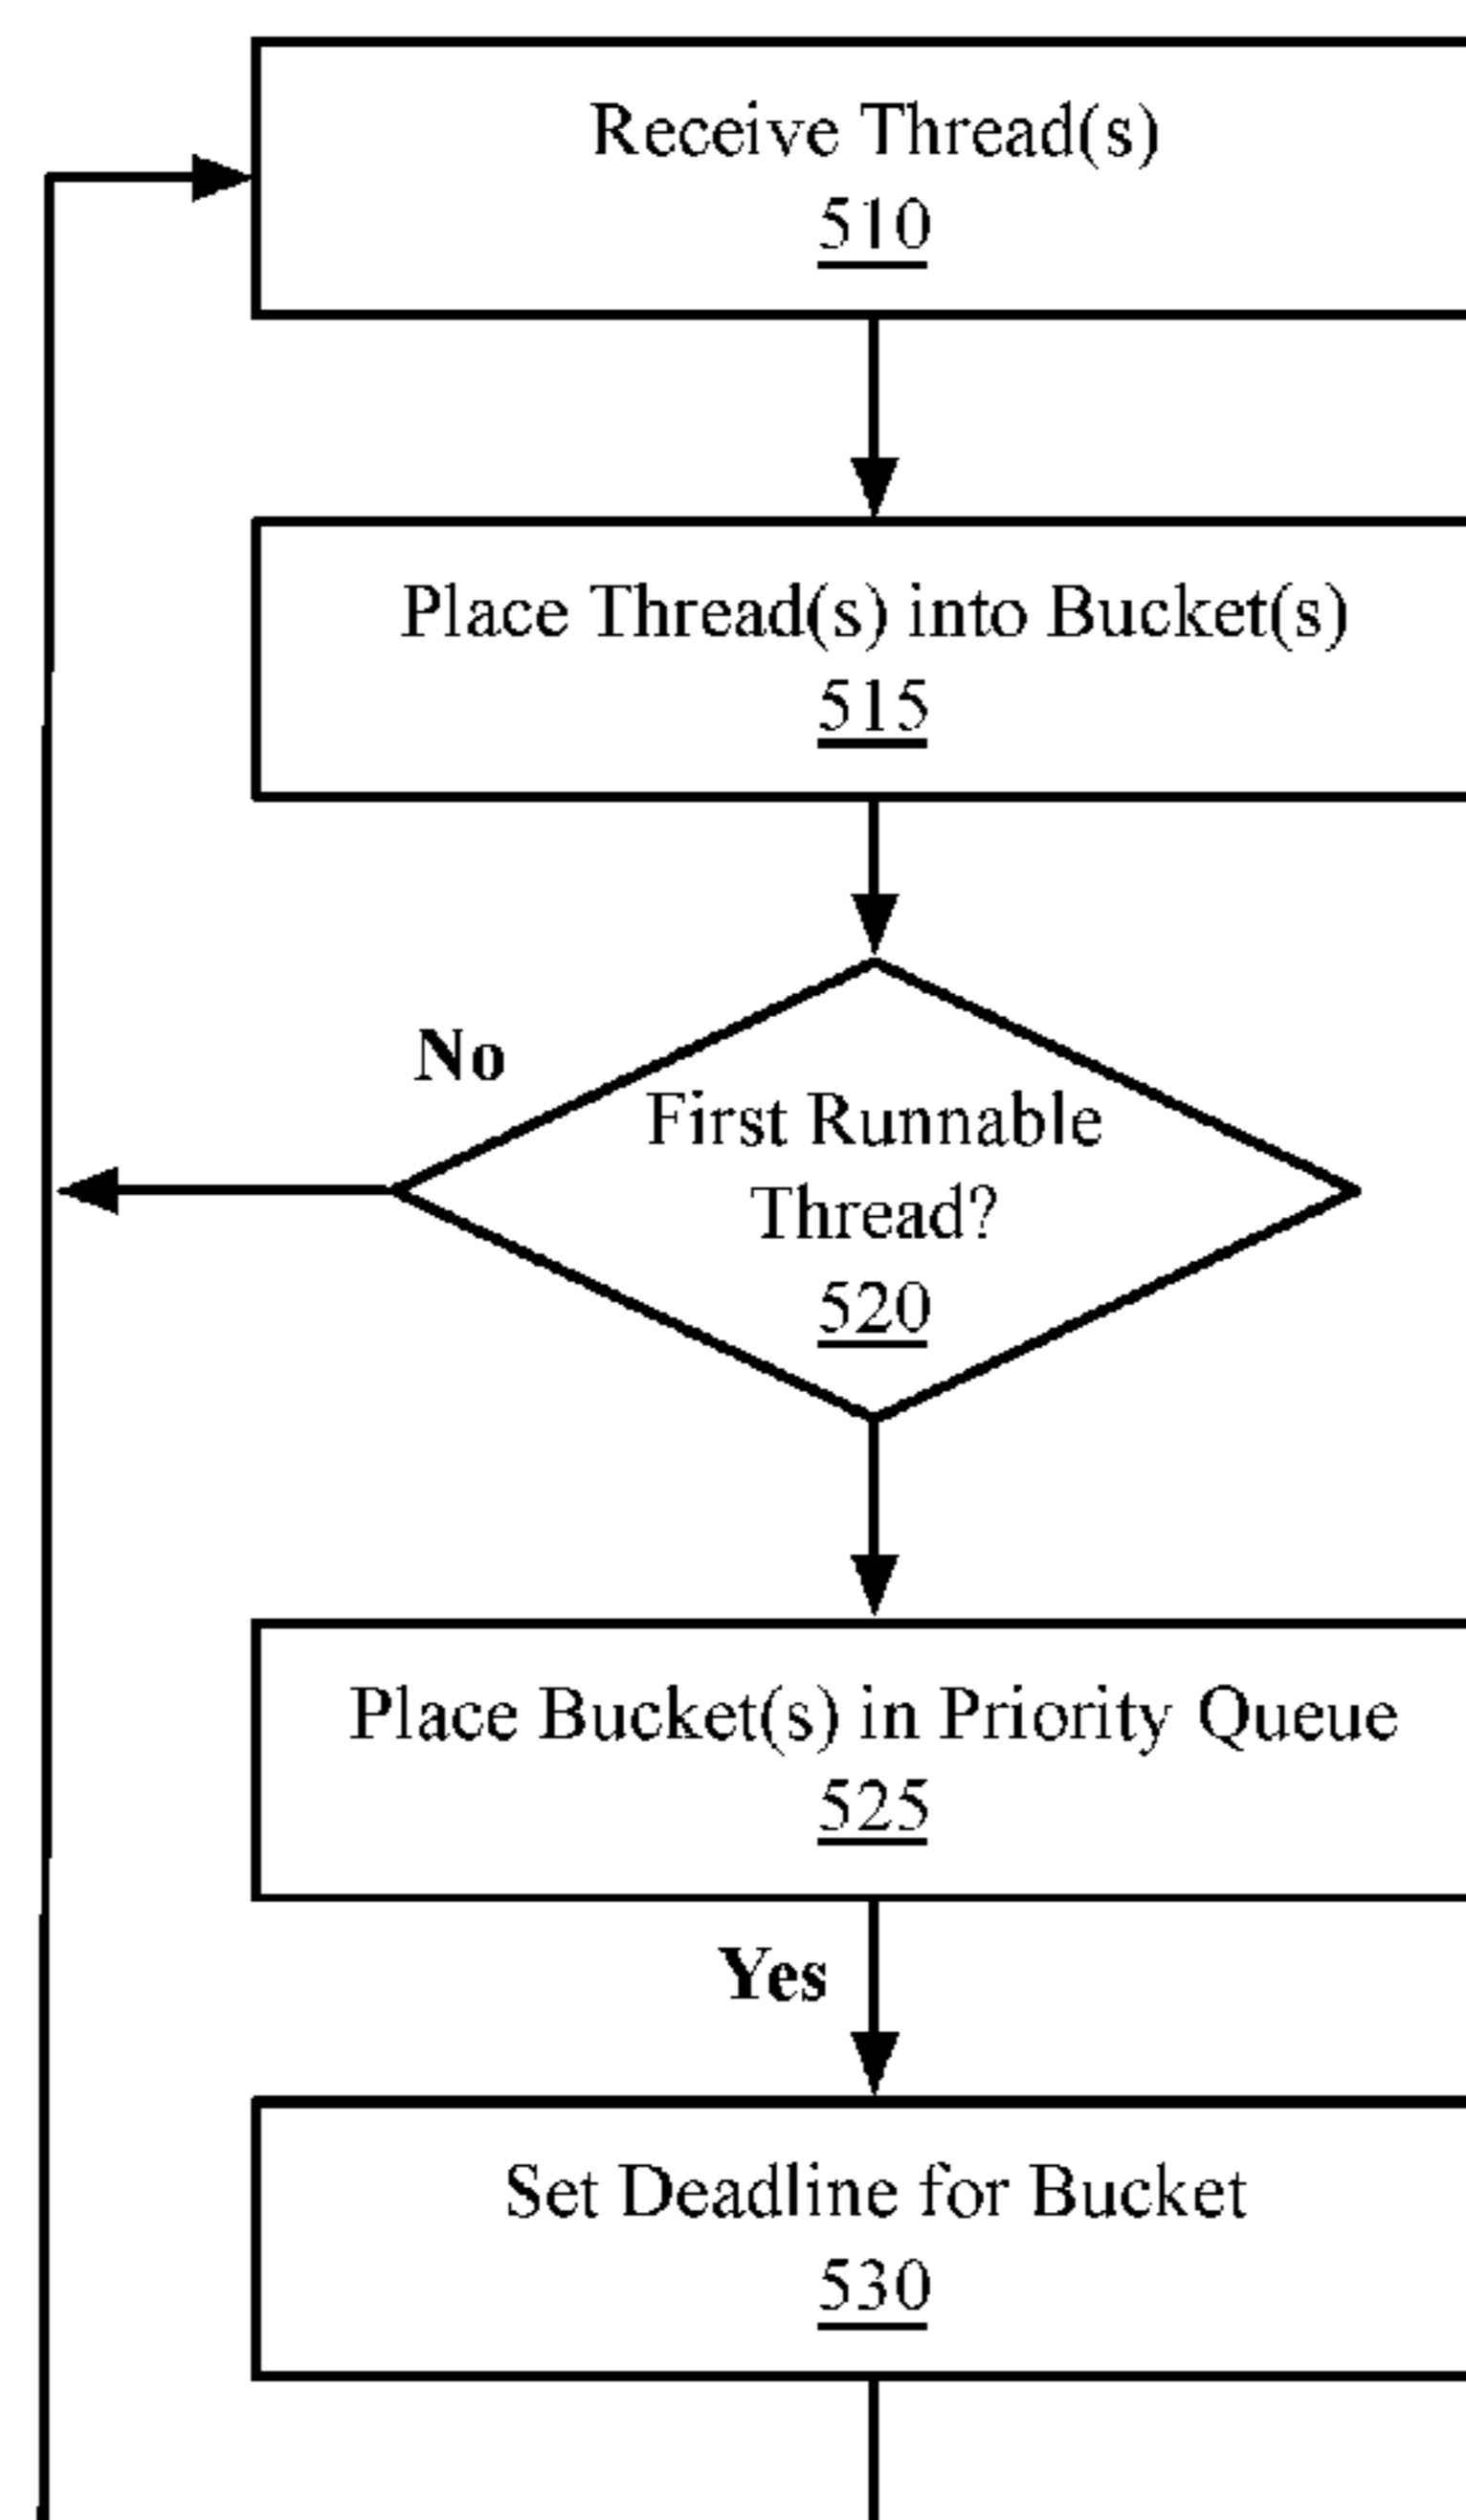 Receive Thread(s)
510
Place Thread(s) into Bucket(s)
515
No
First Runnable
Thread?
520
Place Bucket(s) in Priority Queue
525
Yes
Set Deadline for Bucket
530